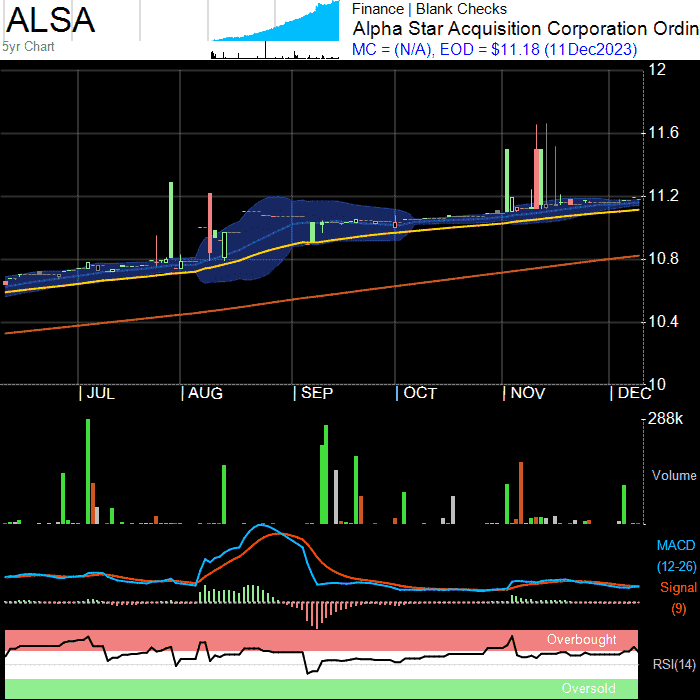 ALSA
5yr Chart
Finance | Blank Checks
Alpha Star Acquisition Corporation Ordin
MC = (N/A), EOD = $11.18 (11Dec2023)
12
11.6
11.2
10.8
10.4
10
| JUL | AUG | SEP | OCT | NOV | DEC
288k
Volume
MACD
(12-26)
Signal
(9)
Overbought
RSI(14)
Oversold